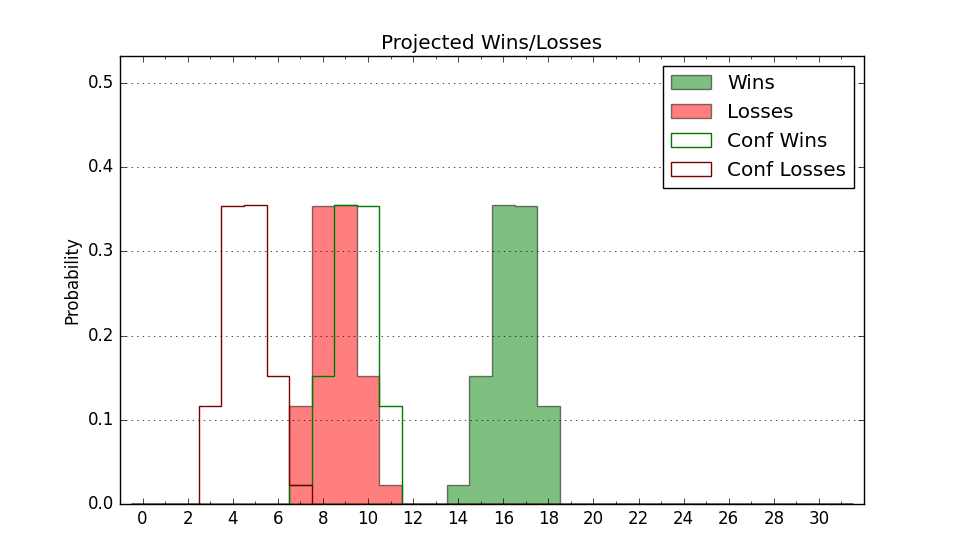 Projected Wins/Losses
Probability
0.5
0.4
0.3
0.2
0.1
0.0
0 2 4 6 8 10 12 14 16 18 20 22 24 26 28 30
Wins
Losses
Conf Wins
Conf Losses